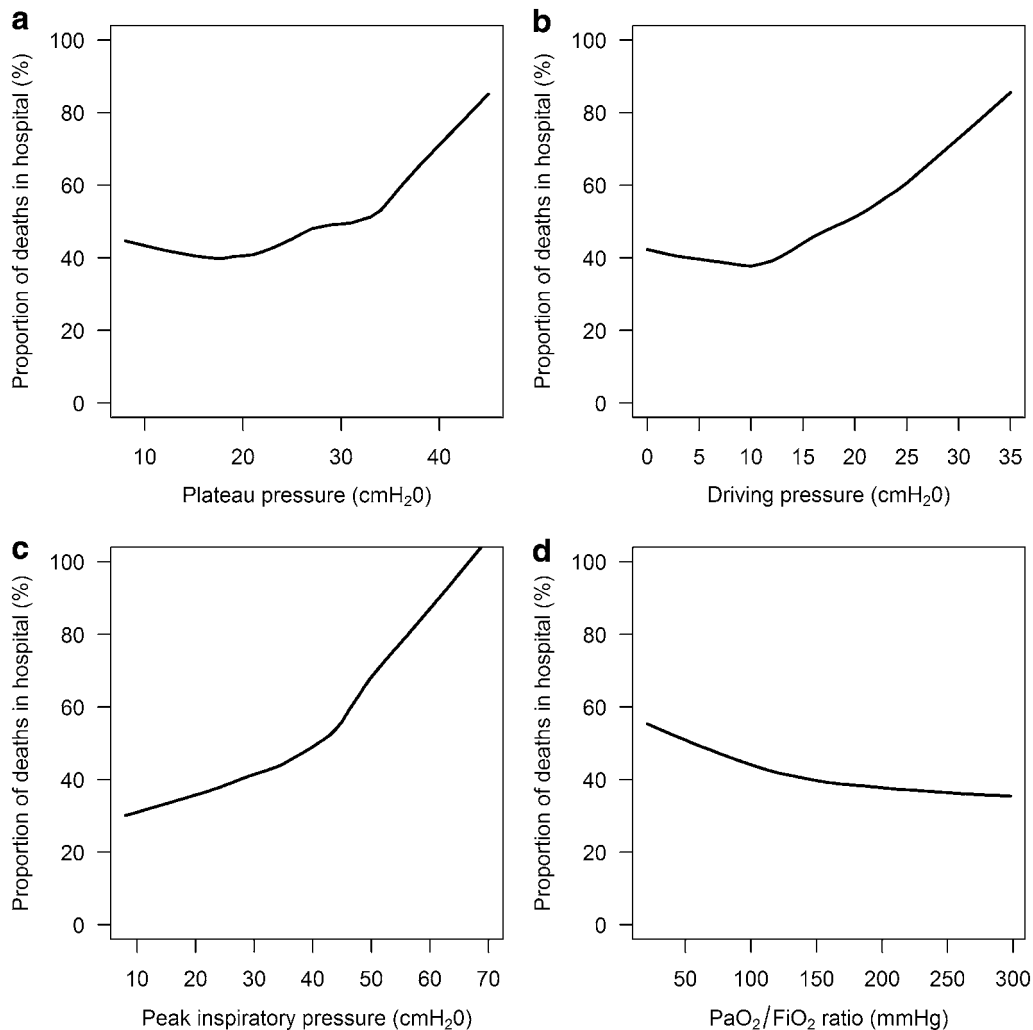 a
Proportion of deaths in hospital (%)
100
80
60
40
20
0
10 20 30 40
Plateau pressure (cmH₂0)
b
Proportion of deaths in hospital (%)
100
80
60
40
20
0
0 5 10 15 20 25 30 35
Driving pressure (cmH₂0)
c
Proportion of deaths in hospital (%)
100
80
60
40
20
0
10 20 30 40 50 60 70
Peak inspiratory pressure (cmH₂0)
d
Proportion of deaths in hospital (%)
100
80
60
40
20
0
50 100 150 200 250 300
PaO₂/FiO₂ ratio (mmHg)